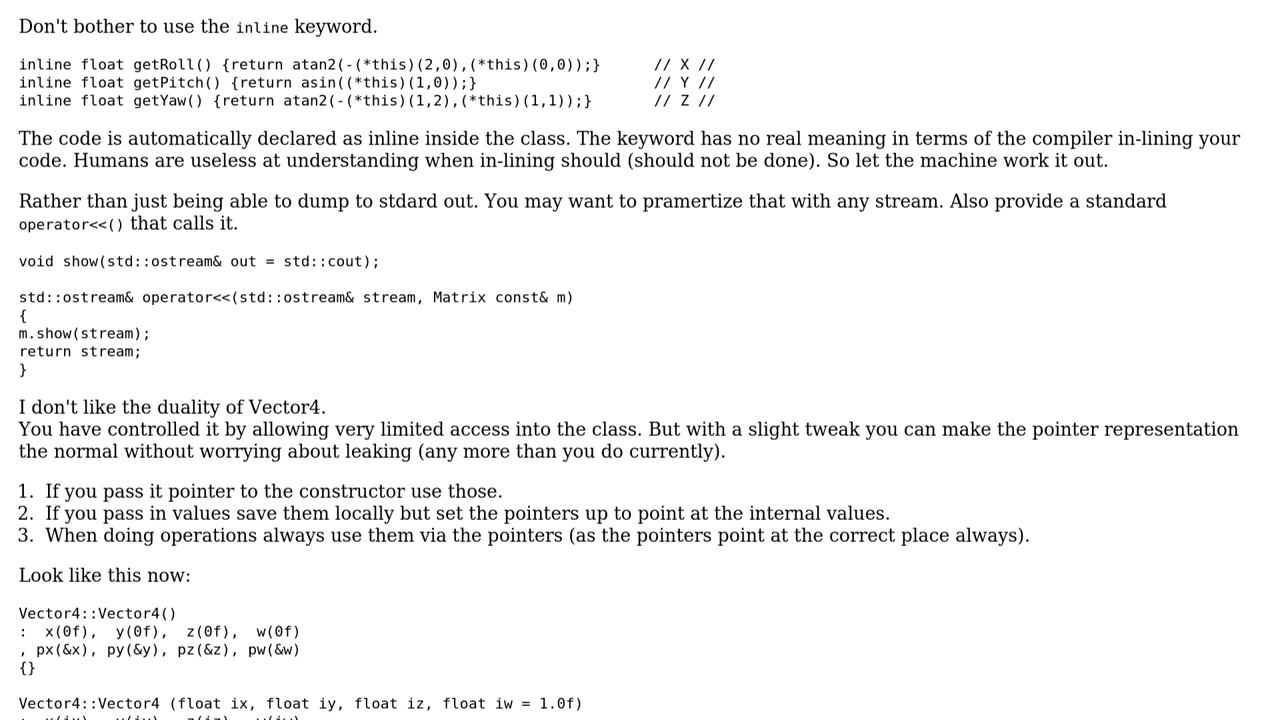 Don't bother to use the inline keyword.
inline float getRoll() {return atan2(-(*this)(2,0),(*this)(0,0));}      // X //
inline float getPitch() {return asin((*this)(1,0));}                    // Y //
inline float getYaw() {return atan2(-(*this)(1,2),(*this)(1,1));}       // Z //
The code is automatically declared as inline inside the class. The keyword has no real meaning in terms of the compiler in-lining your
code. Humans are useless at understanding when in-lining should (should not be done). So let the machine work it out.
Rather than just being able to dump to stdard out. You may want to pramertize that with any stream. Also provide a standard
operator<<() that calls it.
void show(std::ostream& out = std::cout);
std::ostream& operator<<(std::ostream& stream, Matrix const& m)
{
m.show(stream);
return stream;
}
I don't like the duality of Vector4.
You have controlled it by allowing very limited access into the class. But with a slight tweak you can make the pointer representation
the normal without worrying about leaking (any more than you do currently).
1. If you pass it pointer to the constructor use those.
2. If you pass in values save them locally but set the pointers up to point at the internal values.
3. When doing operations always use them via the pointers (as the pointers point at the correct place always).
Look like this now:
Vector4::Vector4()
:  x(0f),  y(0f),  z(0f),  w(0f)
, px(&x), py(&y), pz(&z), pw(&w)
{}
Vector4::Vector4 (float ix, float iy, float iz, float iw = 1.0f)